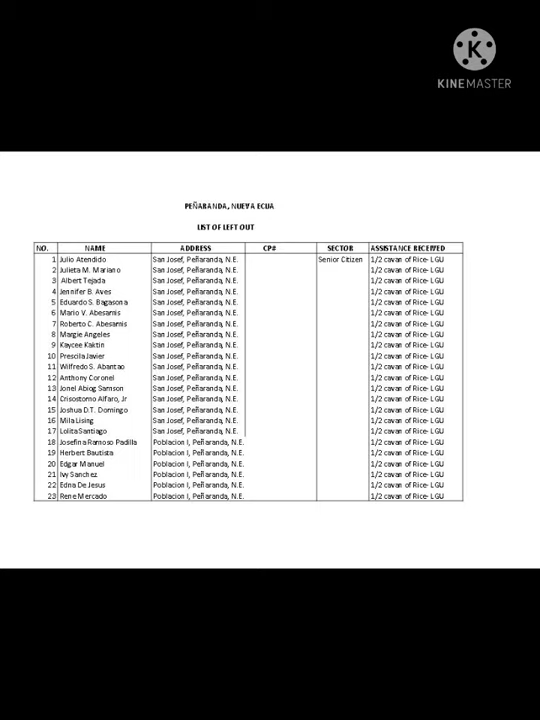 KINEMASTER
PEÑARANDA, NUEVA ECIJA
LIST OF LEFT OUT
NO. NAME ADDRESS CP# SECTOR ASSISTANCE RECEIVED
1 Julio Atendido San Josef, Peñaranda, N.E. Senior Citizen 1/2 cavan of Rice- LGU
2 Julieta M. Mariano San Josef, Peñaranda, N.E. 1/2 cavan of Rice- LGU
3 Albert Tejada San Josef, Peñaranda, N.E. 1/2 cavan of Rice- LGU
4 Jennifer B. Aves San Josef, Peñaranda, N.E. 1/2 cavan of Rice- LGU
5 Eduardo S. Bagasona San Josef, Peñaranda, N.E. 1/2 cavan of Rice- LGU
6 Mario V. Abesamis San Josef, Peñaranda, N.E. 1/2 cavan of Rice- LGU
7 Roberto C. Abesamis San Josef, Peñaranda, N.E. 1/2 cavan of Rice- LGU
8 Margie Angeles San Josef, Peñaranda, N.E. 1/2 cavan of Rice- LGU
9 Kaycee Kaktin San Josef, Peñaranda, N.E. 1/2 cavan of Rice- LGU
10 Prescila Javier San Josef, Peñaranda, N.E. 1/2 cavan of Rice- LGU
11 Wilfredo S. Abantao San Josef, Peñaranda, N.E. 1/2 cavan of Rice- LGU
12 Anthony Coronel San Josef, Peñaranda, N.E. 1/2 cavan of Rice- LGU
13 Jonel Abiog Samson San Josef, Peñaranda, N.E. 1/2 cavan of Rice- LGU
14 Crisostomo Alfaro, Jr San Josef, Peñaranda, N.E. 1/2 cavan of Rice- LGU
15 Joshua D.T. Domingo San Josef, Peñaranda, N.E. 1/2 cavan of Rice- LGU
16 Mila Lising San Josef, Peñaranda, N.E. 1/2 cavan of Rice- LGU
17 Lolita Santiago San Josef, Peñaranda, N.E. 1/2 cavan of Rice- LGU
18 Josefina Ramoso Padilla Poblacion I, Peñaranda, N.E. 1/2 cavan of Rice- LGU
19 Herbert Bautista Poblacion I, Peñaranda, N.E. 1/2 cavan of Rice- LGU
20 Edgar Manuel Poblacion I, Peñaranda, N.E. 1/2 cavan of Rice- LGU
21 Ivy Sanchez Poblacion I, Peñaranda, N.E. 1/2 cavan of Rice- LGU
22 Edna De Jesus Poblacion I, Peñaranda, N.E. 1/2 cavan of Rice- LGU
23 Rene Mercado Poblacion I, Peñaranda, N.E. 1/2 cavan of Rice- LGU